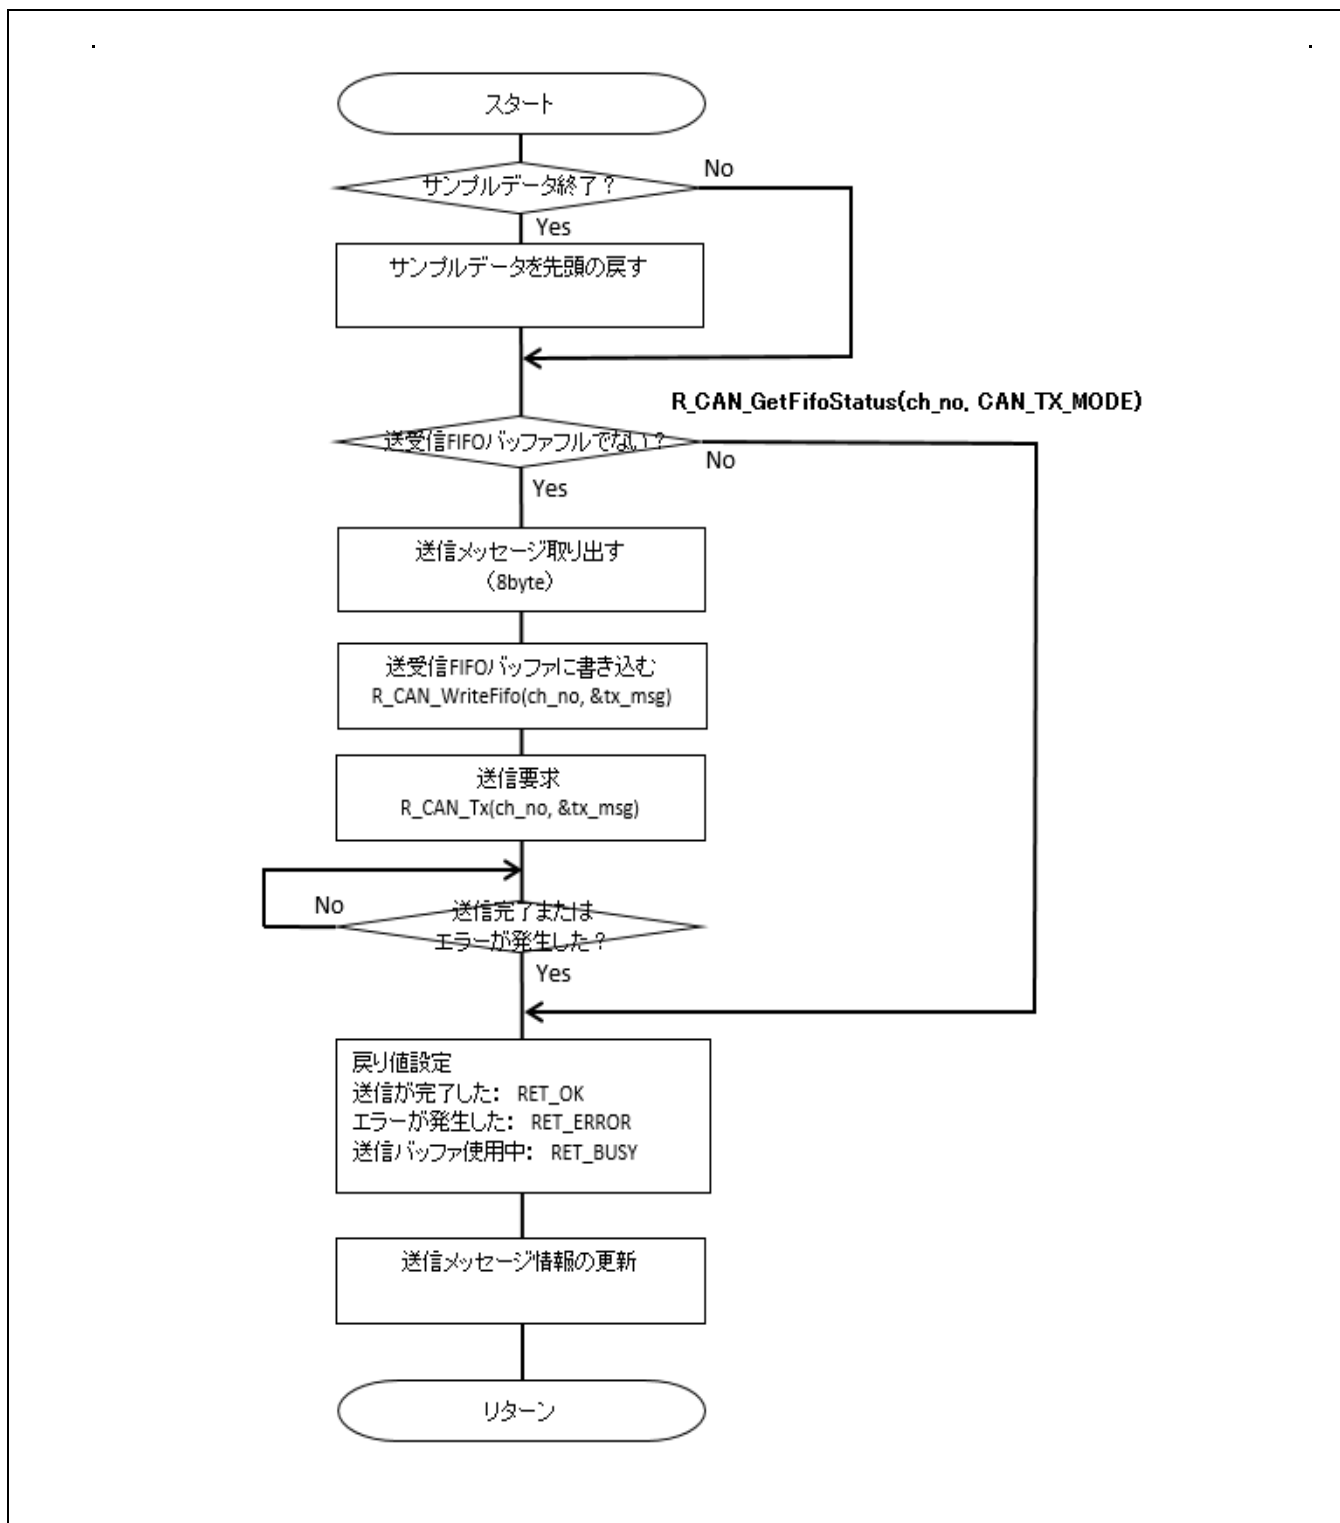 スタート
サンプルデータ終了?
No
Yes
サンプルデータを先頭の戻す
R_CAN_GetFifoStatus(ch_no, CAN_TX_MODE)
送受信FIFOバッファフルでない?
No
Yes
送信メッセージ取り出す
(8byte)
送受信FIFOバッファに書き込む
R_CAN_WriteFifo(ch_no, &tx_msg)
送信要求
R_CAN_Tx(ch_no, &tx_msg)
No
送信完了または
エラーが発生した?
Yes
戻り値設定
送信が完了した: RET_OK
エラーが発生した: RET_ERROR
送信バッファ使用中: RET_BUSY
送信メッセージ情報の更新
リターン